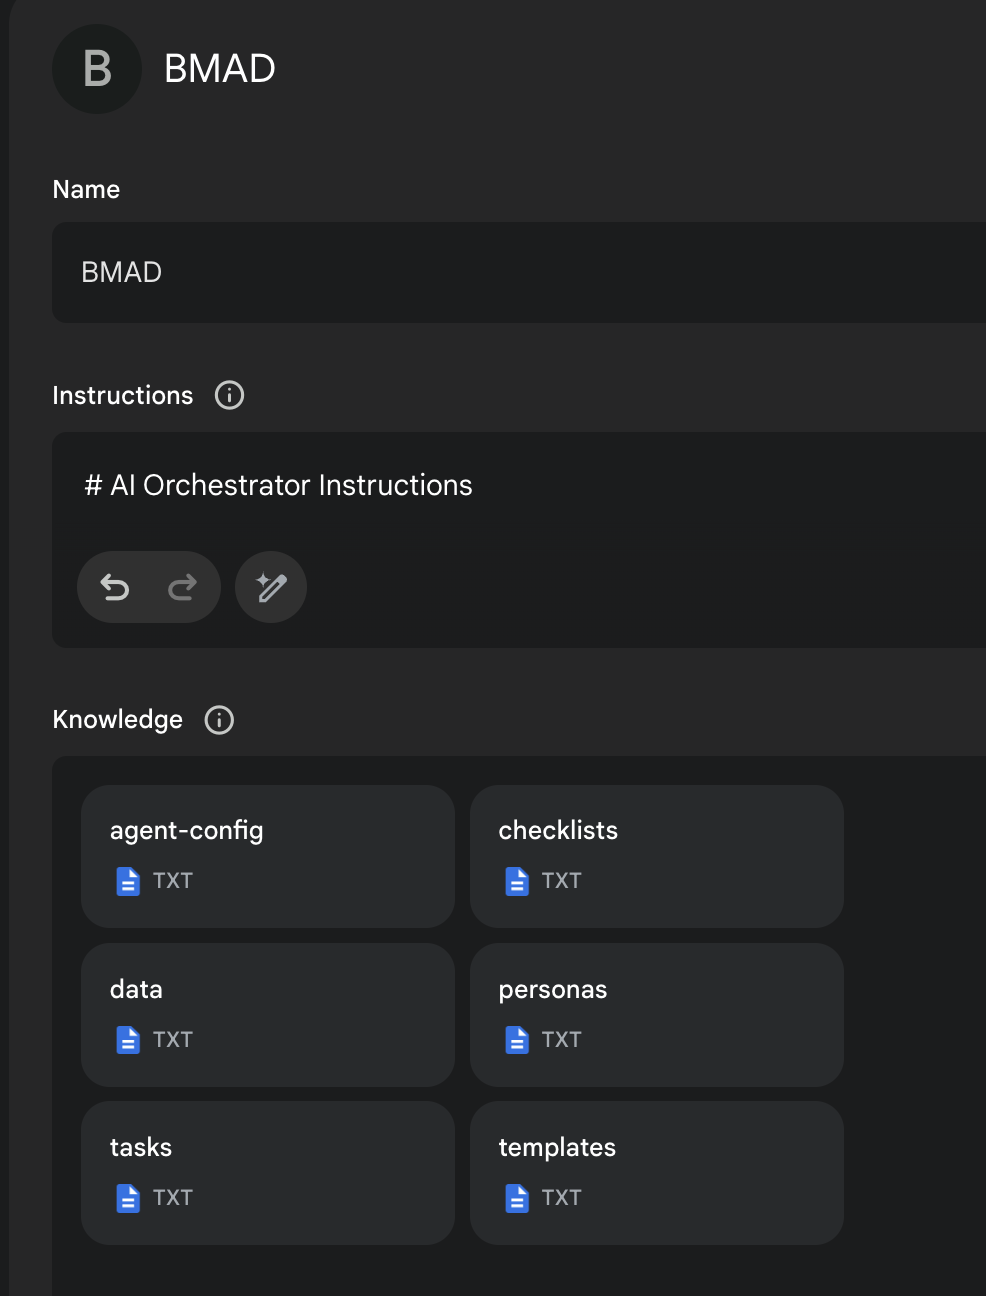 B
BMAD
Name
BMAD
Instructions
# AI Orchestrator Instructions
Knowledge
agent-config
TXT
checklists
TXT
data
TXT
personas
TXT
tasks
TXT
templates
TXT